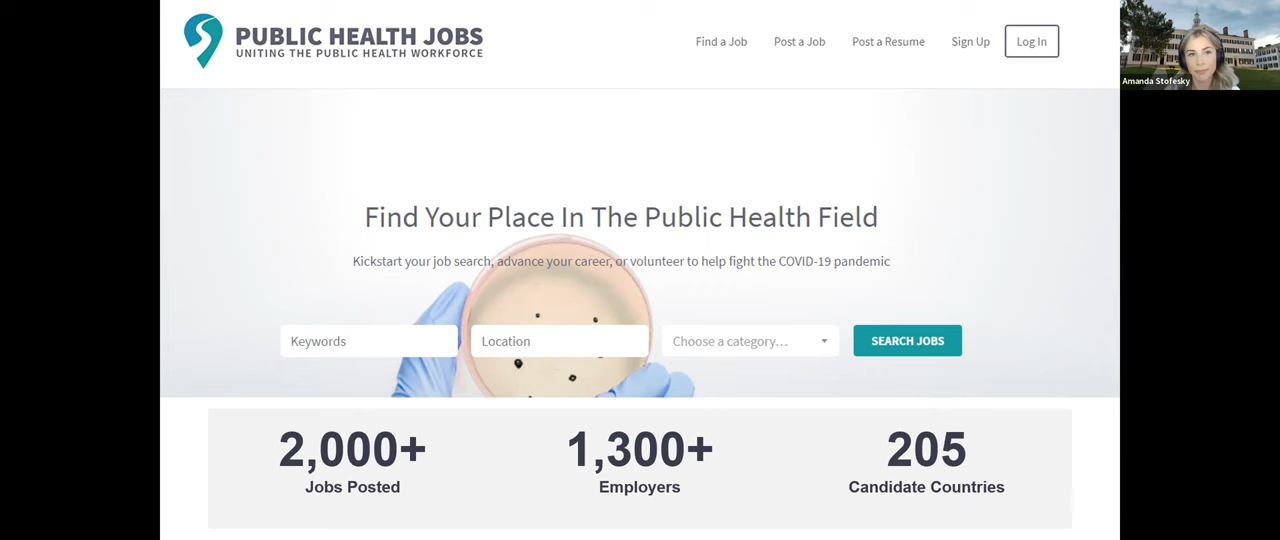 PUBLIC HEALTH JOBS
UNITING THE PUBLIC HEALTH WORKFORCE
Find a Job
Post a Job
Post a Resume
Sign Up
Log In
Amanda Stofesky
Find Your Place In The Public Health Field
Kickstart your job search, advance your career, or volunteer to help fight the COVID-19 pandemic
Keywords
Location
Choose a category...
SEARCH JOBS
2,000+
Jobs Posted
1,300+
Employers
205
Candidate Countries